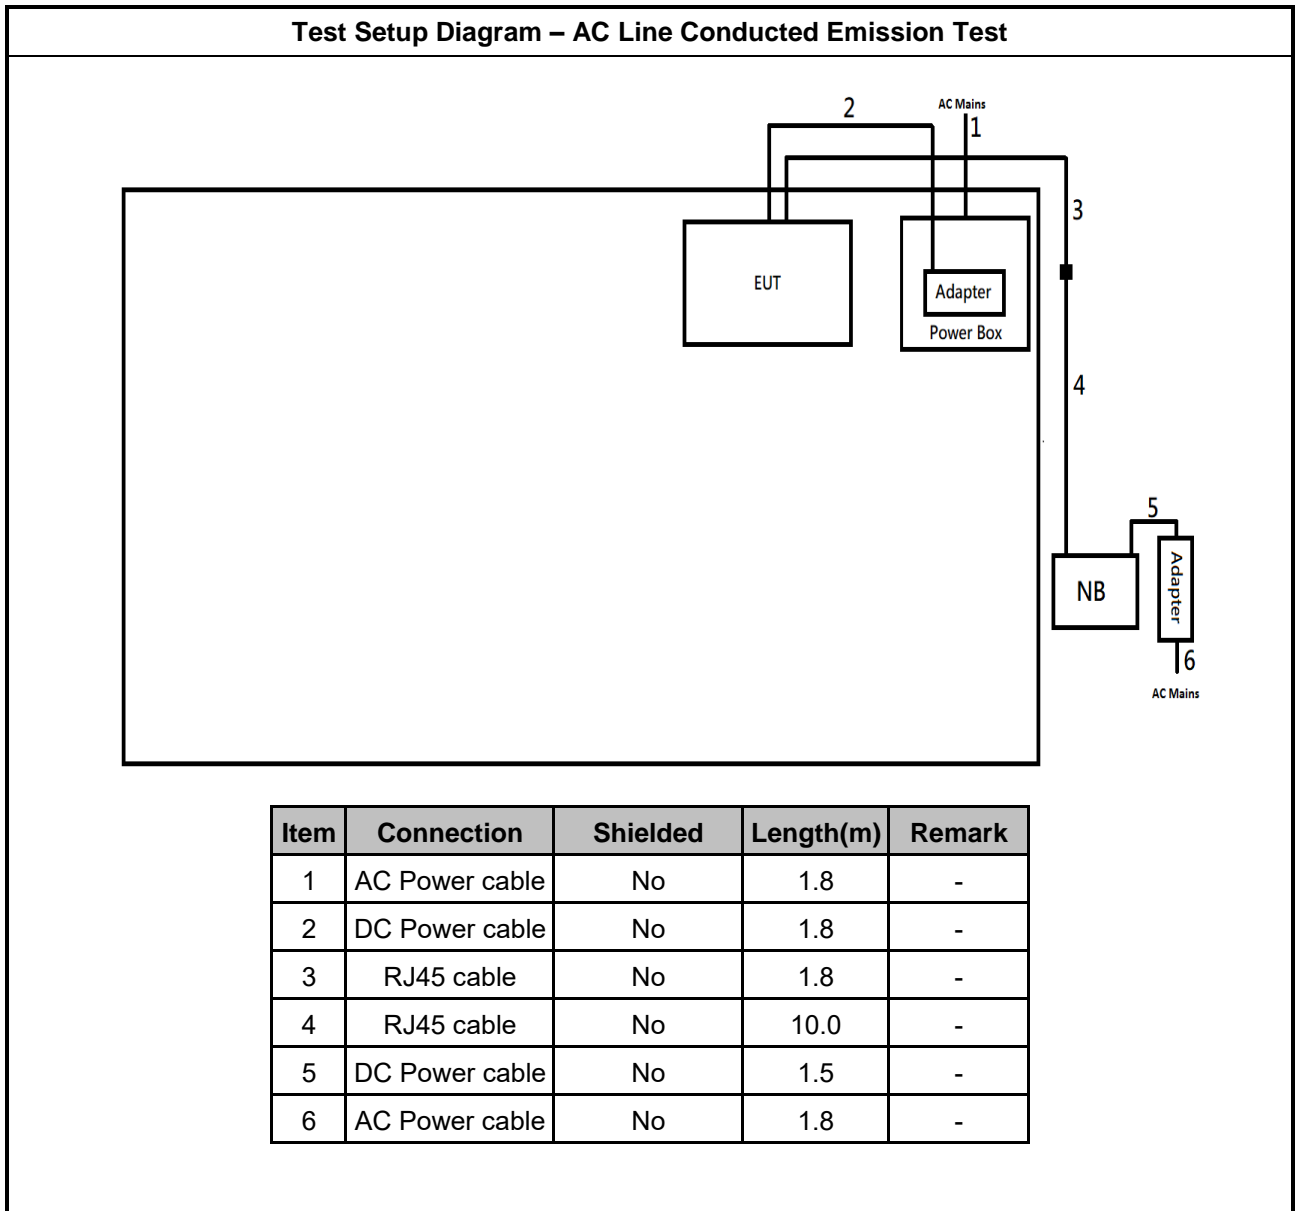 Test Setup Diagram – AC Line Conducted Emission Test
2
AC Mains
1
3
EUT
Adapter
Power Box
4
5
NB
Adapter
6
AC Mains
Item Connection Shielded Length(m) Remark
1 AC Power cable No 1.8 -
2 DC Power cable No 1.8 -
3 RJ45 cable No 1.8 -
4 RJ45 cable No 10.0 -
5 DC Power cable No 1.5 -
6 AC Power cable No 1.8 -